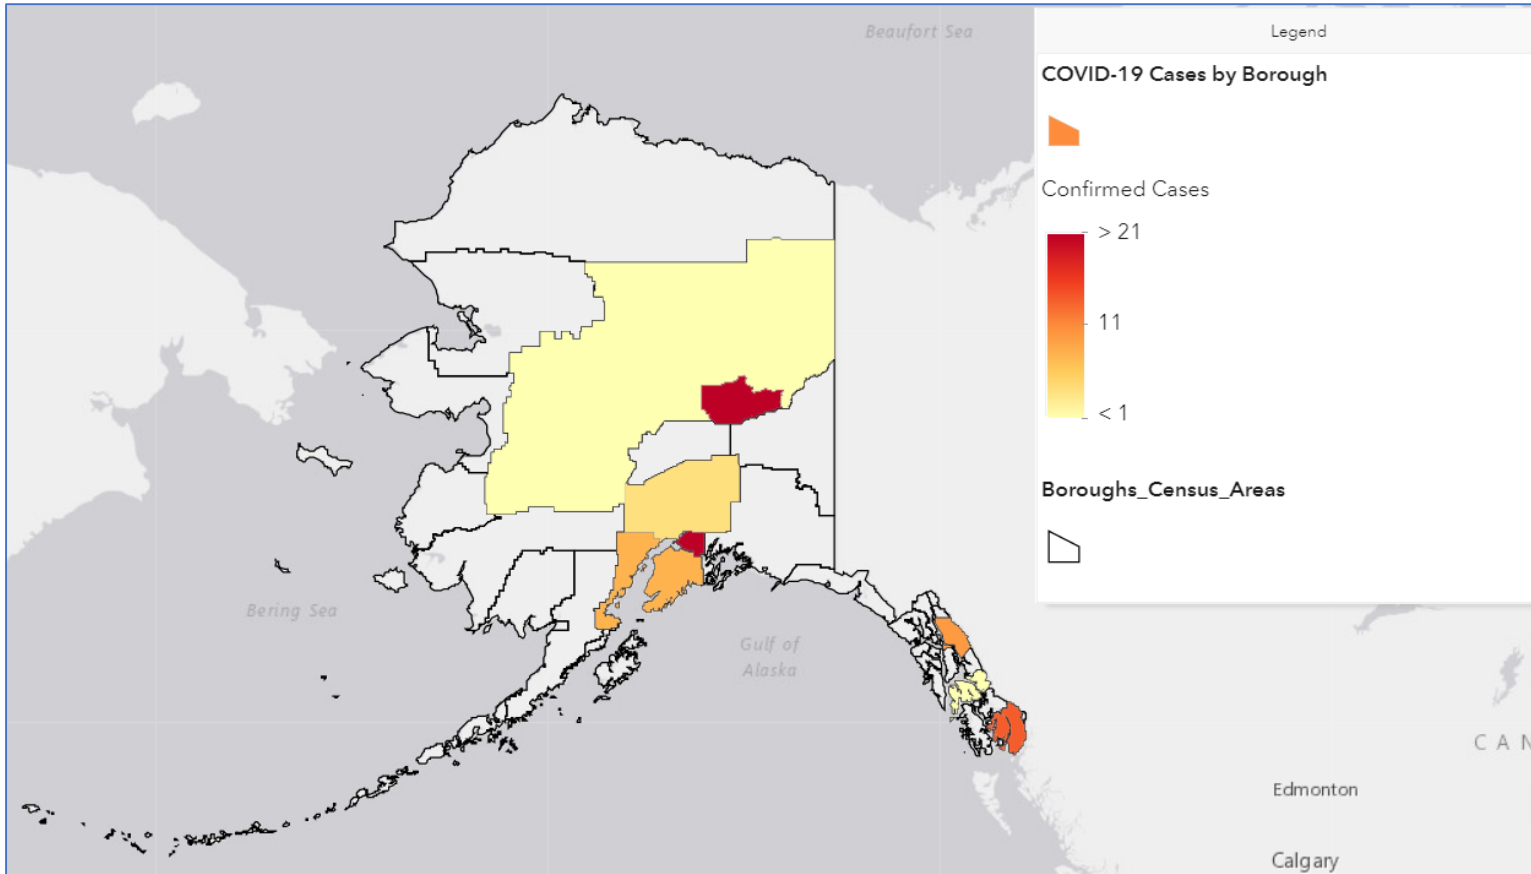 Beaufort Sea
Legend
COVID-19 Cases by Borough
Confirmed Cases
> 21
11
< 1
Boroughs_Census_Areas
Bering Sea
Gulf of
Alaska
C A N
Edmonton
Calgary